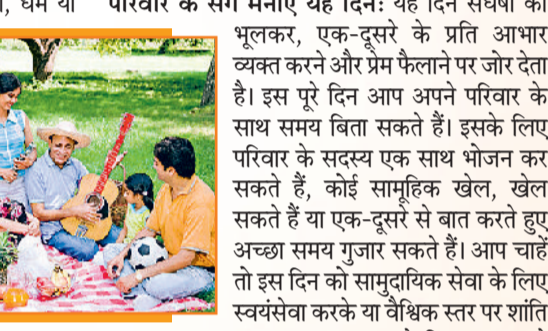 धर्म या
परिवार के संग मनाएं यह दिन: यह दिन संघर्षों को
भूलकर, एक-दूसरे के प्रति आभार
व्यक्त करने और प्रेम फैलाने पर जोर देता
है। इस पूरे दिन आप अपने परिवार के
साथ समय बिता सकते हैं। इसके लिए
परिवार के सदस्य एक साथ भोजन कर
सकते हैं, कोई सामूहिक खेल, खेल
सकते हैं या एक-दूसरे से बात करते हुए
अच्छा समय गुजार सकते हैं। आप चाहें
तो इस दिन को सामुदायिक सेवा के लिए
स्वयंसेवा करके या वैश्विक स्तर पर शांति